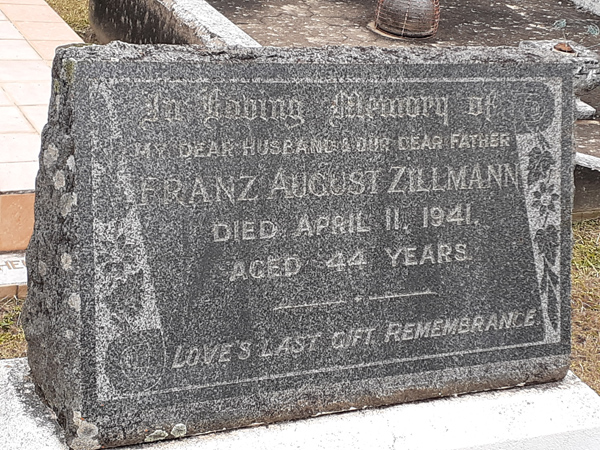 In Loving Memory of
MY DEAR HUSBAND & OUR DEAR FATHER
FRANZ AUGUST ZILLMANN
DIED APRIL 11, 1941.
AGED 44 YEARS.
LOVE'S LAST GIFT REMEMBRANCE.